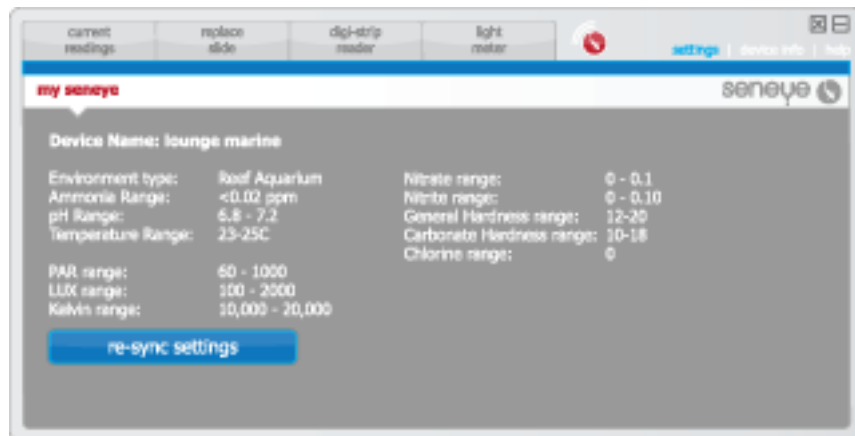 current readings
replace slide
digi-strip reader
light meter
settings | device info | help
my seneye
seneye
Device Name: lounge marine
Environment type: Reef Aquarium
Ammonia Range: <0.02 ppm
pH Range: 6.8 - 7.2
Temperature Range: 23-25C
PAR range: 60 - 1000
LUX range: 100 - 2000
Kelvin range: 10,000 - 20,000
Nitrate range: 0 - 0.1
Nitrite range: 0 - 0.10
General Hardness range: 12-20
Carbonate Hardness range: 10-18
Chlorine range: 0
re-sync settings